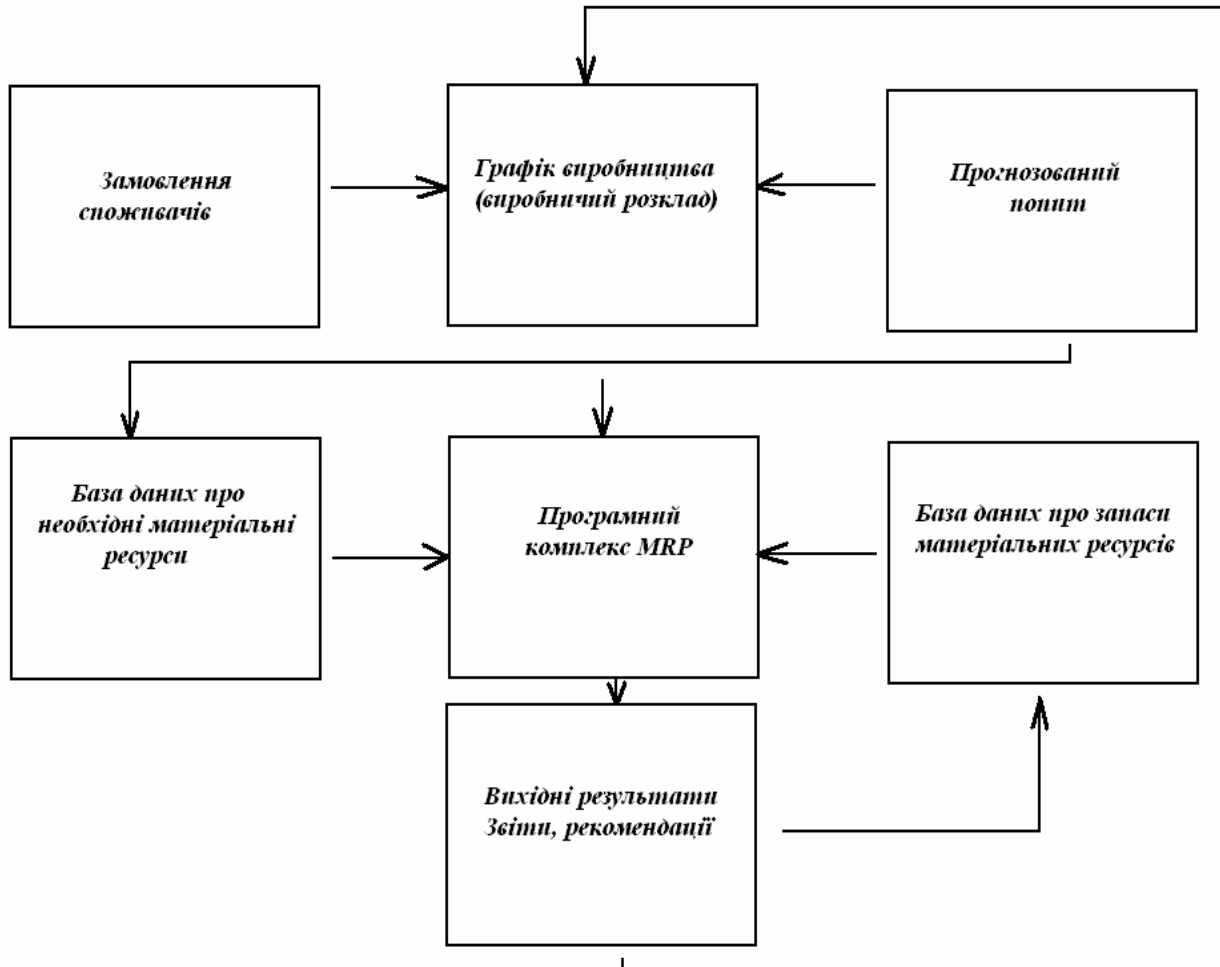 Замовлення
споживачів
Графік виробництва
(виробничий розклад)
Прогнозований
попит
База даних про
необхідні матеріальні
ресурси
Програмний
комплекс MRP
База даних про запаси
матеріальних ресурсів
Вихідні результати
Звіти, рекомендації